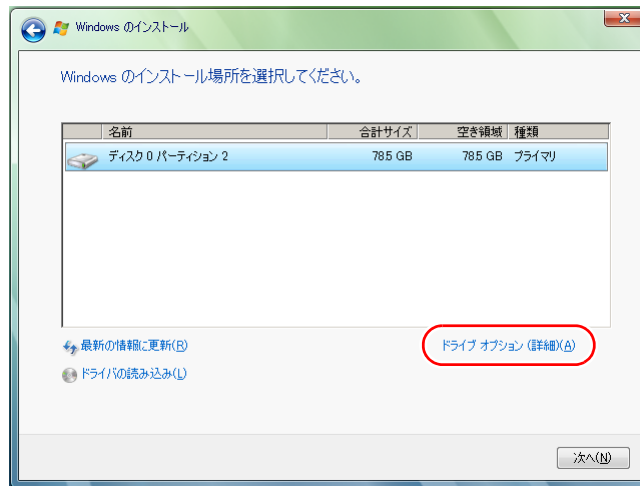 Windows のインストール
Windows のインストール場所を選択してください。
名前 合計サイズ 空き領域 種類
ディスク 0 パーティション 2 78.5 GB 78.5 GB プライマリ
最新の情報に更新(R) ドライブ オプション (詳細)(A)
ドライバの読み込み(L)
次へ(N)